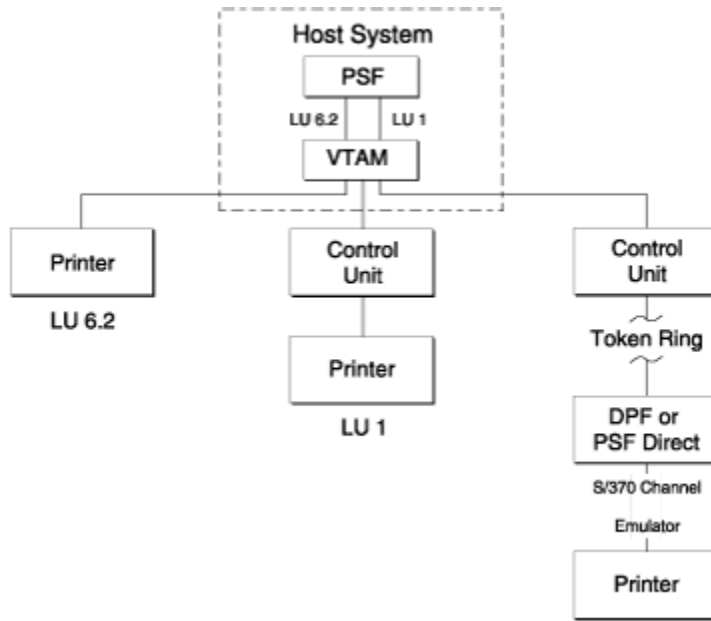 Host System
PSF
LU 6.2
LU 1
VTAM
Printer
LU 6.2
Control
Unit
Printer
LU 1
Control
Unit
Token Ring
DPF or
PSF Direct
S/370 Channel
Emulator
Printer